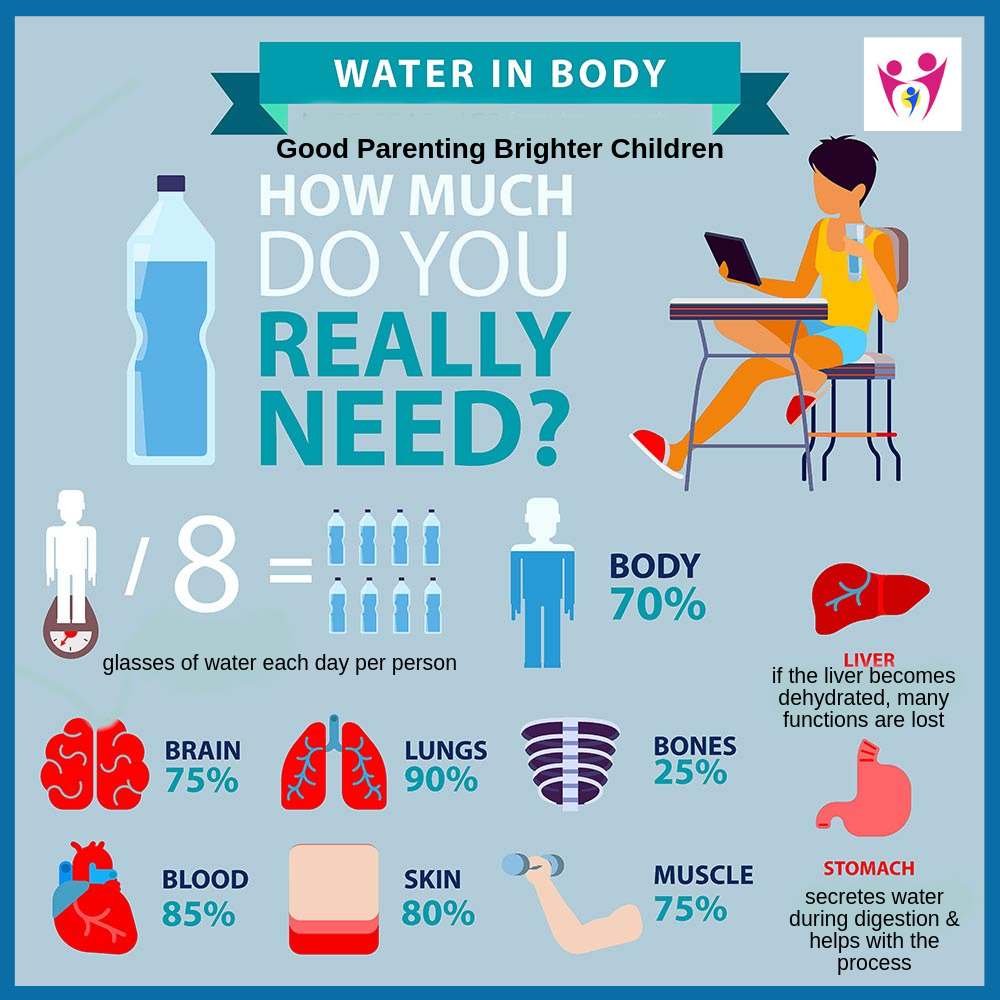 WATER IN BODY
Good Parenting Brighter Children
HOW MUCH
DO YOU
REALLY
NEED?
/ 8 =
glasses of water each day per person
BODY
70%
LIVER
if the liver becomes
dehydrated, many
functions are lost
BRAIN
75%
LUNGS
90%
BONES
25%
BLOOD
85%
SKIN
80%
MUSCLE
75%
STOMACH
secretes water
during digestion &
helps with the
process